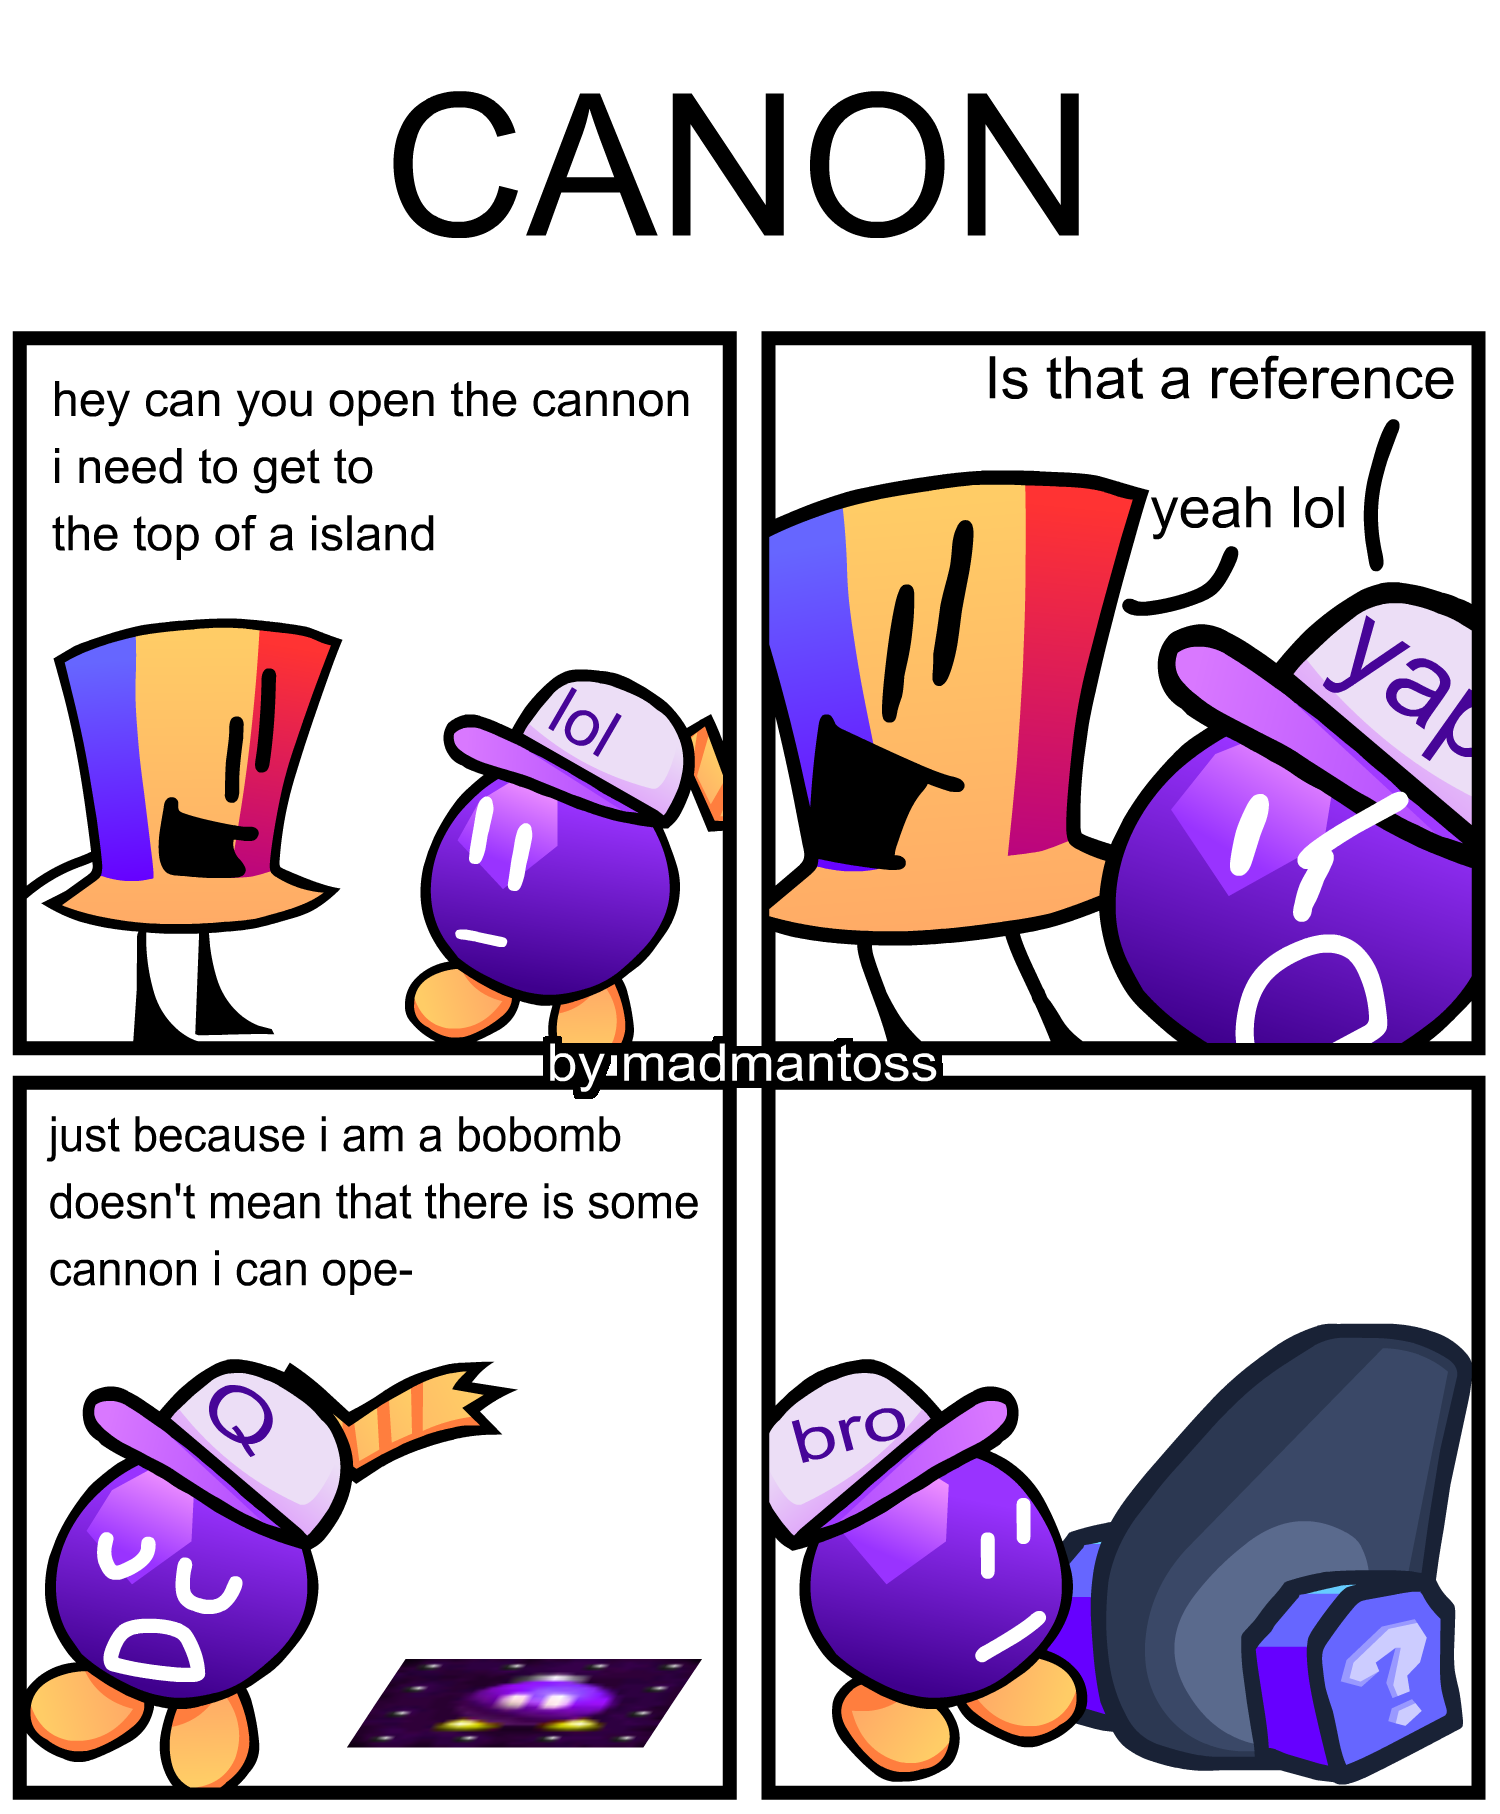 CANON
hey can you open the cannon
i need to get to
the top of a island
lol
Is that a reference
yeah lol
yap
by madmantoss
just because i am a bobomb
doesn't mean that there is some
cannon i can ope-
Q
bro
?